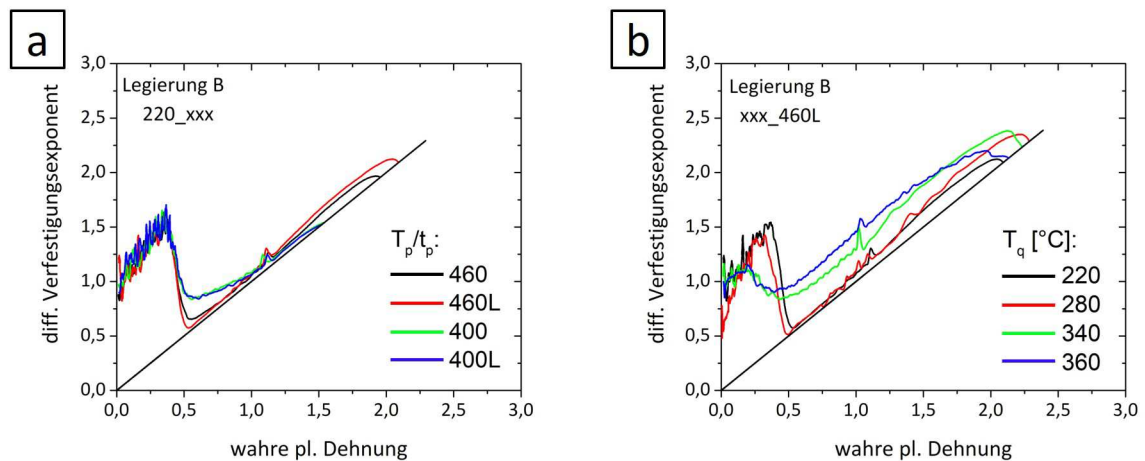 a
3,0
2,5
2,0
1,5
1,0
0,5
0,0
diff. Verfestigungsexponent
Legierung B
220_xxx
Tp/tp:
460
460L
400
400L
0,0 0,5 1,0 1,5 2,0 2,5 3,0
wahre pl. Dehnung
b
3,0
2,5
2,0
1,5
1,0
0,5
0,0
diff. Verfestigungsexponent
Legierung B
xxx_460L
Tq [°C]:
220
280
340
360
0,0 0,5 1,0 1,5 2,0 2,5 3,0
wahre pl. Dehnung